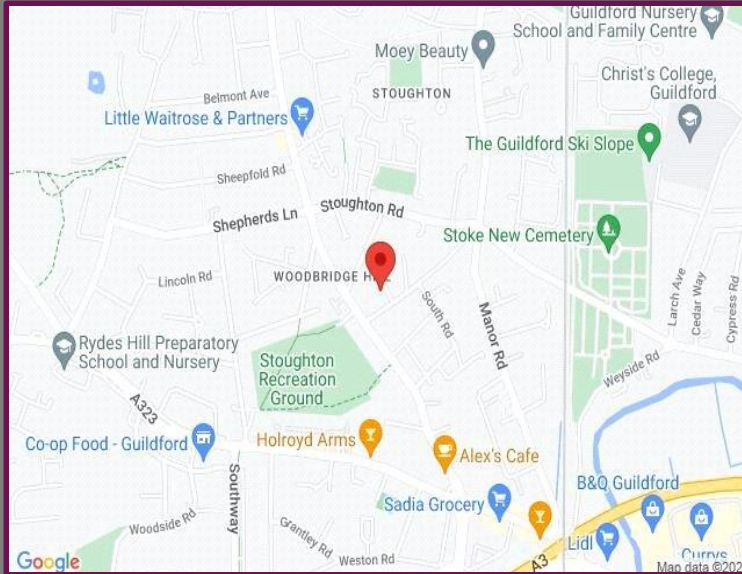 Guildford Nursery
School and Family Centre
Moey Beauty
STOUGHTON
Christ's College,
Guildford
Belmont Ave
Little Waitrose & Partners
The Guildford Ski Slope
Sheepfold Rd
Shepherds Ln
Stoughton Rd
Stoke New Cemetery
Lincoln Rd
WOODBRIDGE
Larch Ave
Cedar Way
Cypress Rd
South Rd
Manor Rd
Rydes Hill Preparatory
School and Nursery
Stoughton
Recreation
Ground
Weyside Rd
A323
Holroyd Arms
Co-op Food - Guildford
Alex's Cafe
Southway
B&Q Guildford
Sadia Grocery
Woodside Rd
Grantley Rd
Weston Rd
Lidl
Currys
A3
Google
Map data ©202